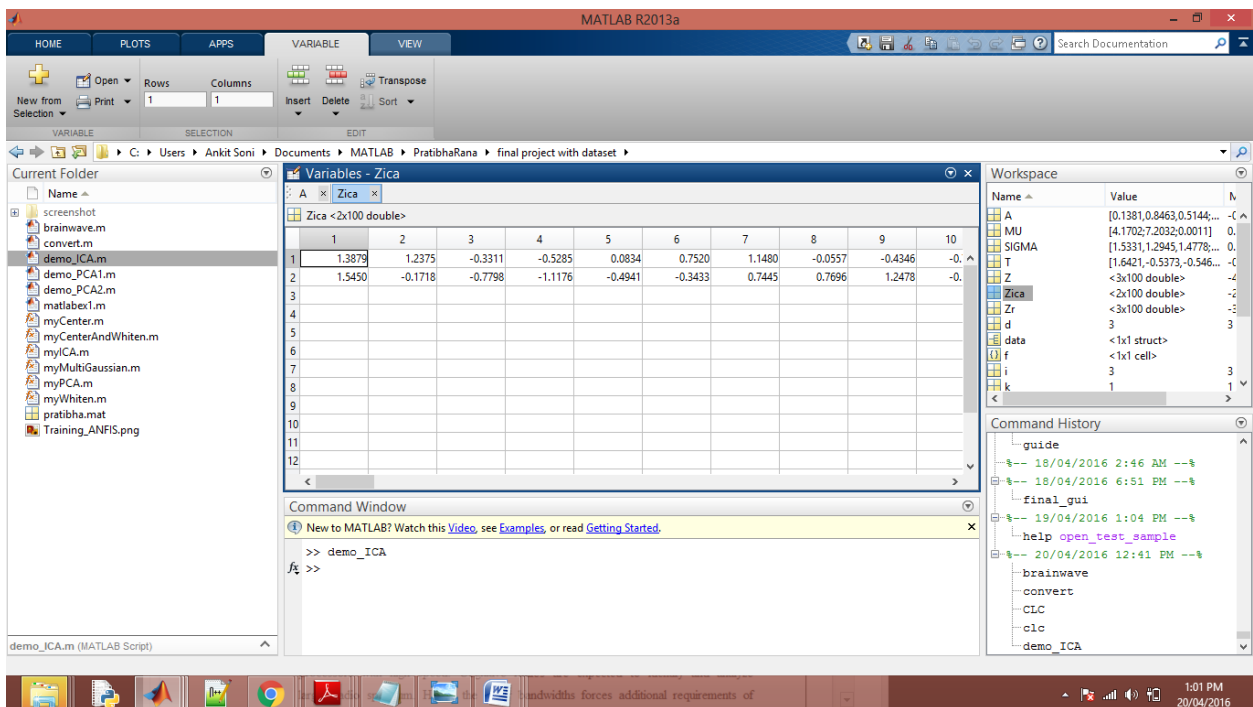 MATLAB R2013a
HOME PLOTS APPS VARIABLE VIEW
Search Documentation
New from Selection
Open
Print
Rows Columns
1 1
Insert Delete
Transpose
Sort
VARIABLE SELECTION EDIT
C: Users Ankit Soni Documents MATLAB PratibhaRana final project with dataset
Current Folder
Name
screenshot
brainwave.m
convert.m
demo_ICA.m
demo_PCA1.m
demo_PCA2.m
matlabex1.m
myCenter.m
myCenterAndWhiten.m
myICA.m
myMultiGaussian.m
myPCA.m
myWhiten.m
pratibha.mat
Training_ANFIS.png
demo_ICA.m (MATLAB Script)
Variables - Zica
A Zica
Zica <2x100 double>
1 2 3 4 5 6 7 8 9 10
1 1.3879 1.2375 -0.3311 -0.5285 0.0834 0.7520 1.1480 -0.0557 -0.4346 -0.
2 1.5450 -0.1718 -0.7798 -1.1176 -0.4941 -0.3433 0.7445 0.7696 1.2478 -0.
3
4
5
6
7
8
9
10
11
12
Command Window
New to MATLAB? Watch this Video, see Examples, or read Getting Started.
>> demo_ICA
fx >>
Workspace
Name Value
A [0.1381,0.8463,0.5144;...
MU [4.1702;7.2032;0.0011] 0.
SIGMA [1.5331,1.2945,1.4778;... 0.
T [1.6421,-0.5373,-0.546...
Z <3x100 double>
Zica <2x100 double>
Zr <3x100 double>
d 3 3
data <1x1 struct>
f <1x1 cell>
i 3 3
k 1 1
Command History
guide
%-- 18/04/2016 2:46 AM --%
%-- 18/04/2016 6:51 PM --%
final_gui
%-- 19/04/2016 1:04 PM --%
help open_test_sample
%-- 20/04/2016 12:41 PM --%
brainwave
convert
CLC
clc
demo_ICA
bandwidths forces additional requirements of
1:01 PM
20/04/2016